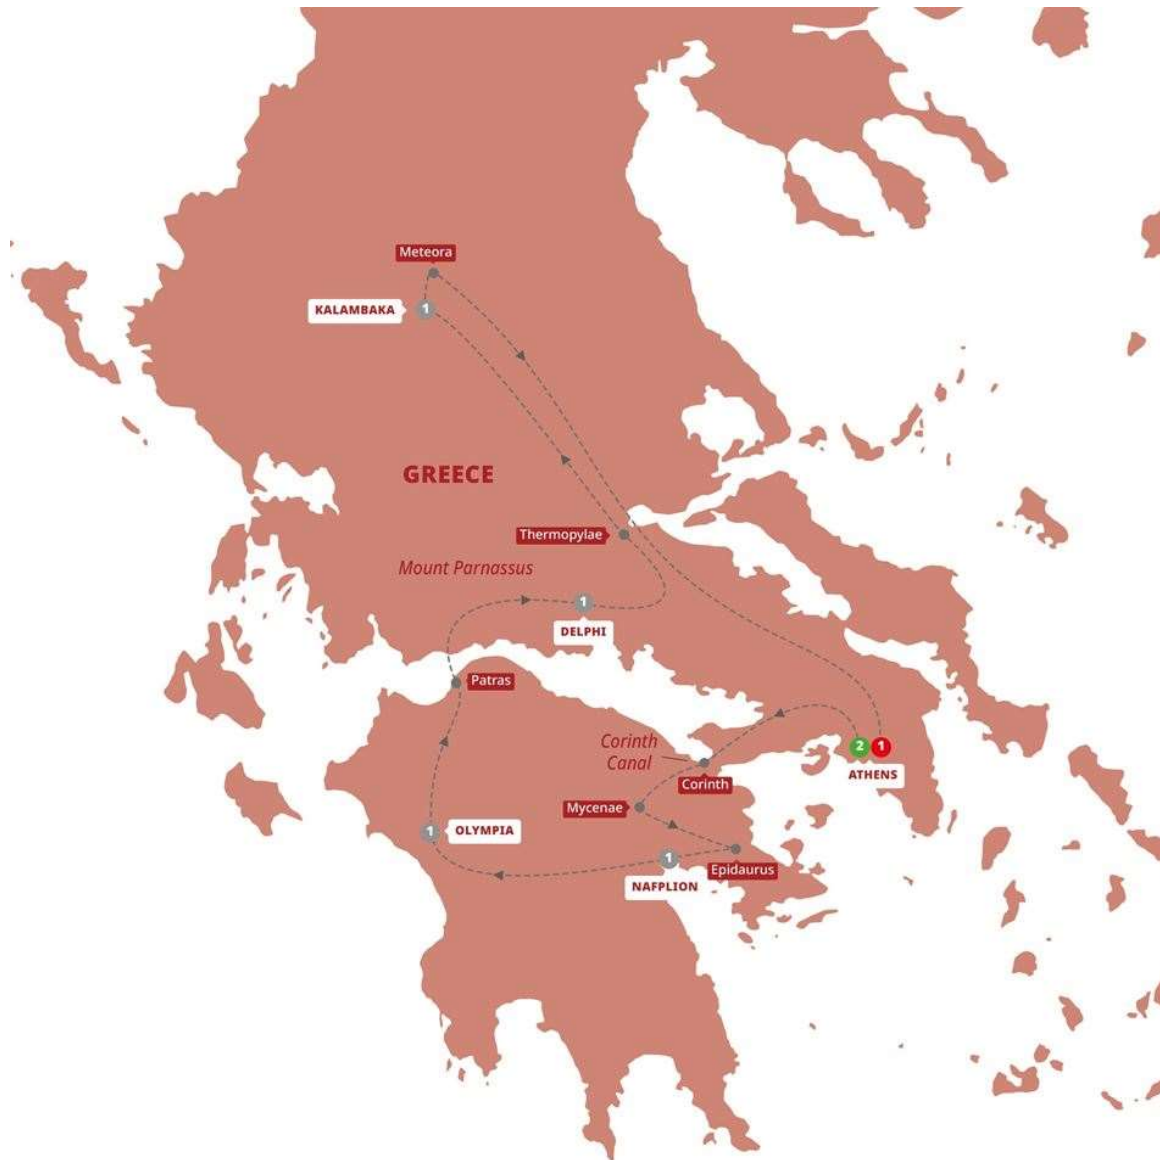 Meteora
KALAMBAKA
1
GREECE
Thermopylae
Mount Parnassus
1
DELPHI
Patras
Corinth
Canal
2
1
ATHENS
Corinth
Mycenae
1
OLYMPIA
1
Epidaurus
NAFPLION